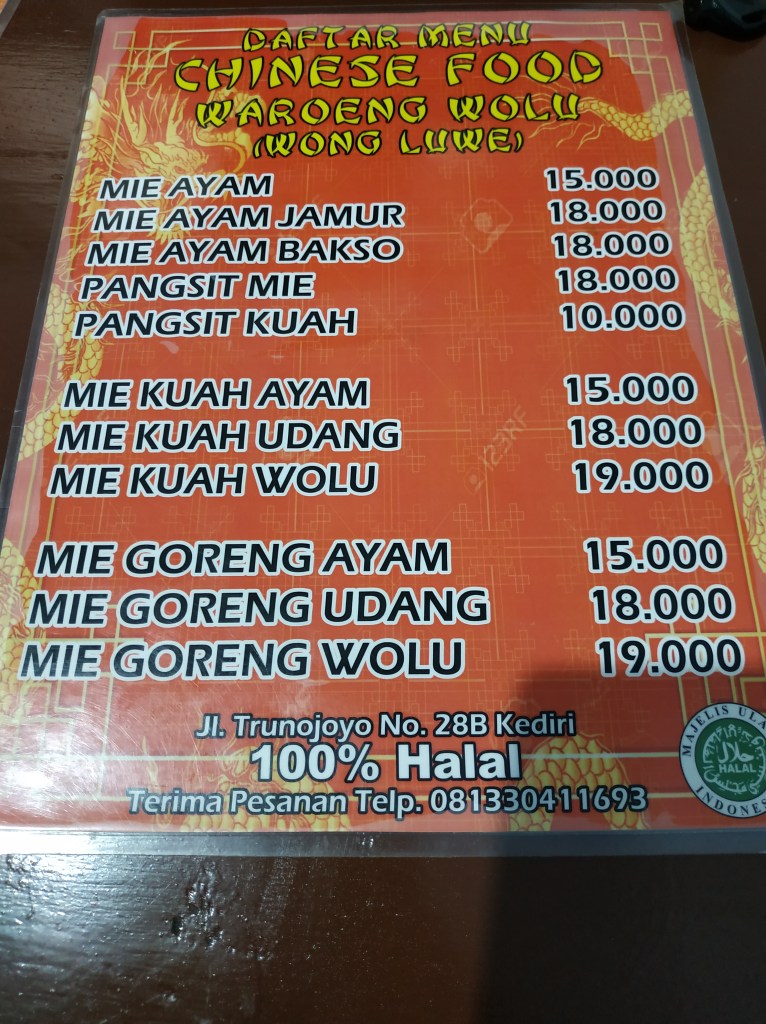 DAFTAR MENU
CHINESE FOOD
WAROENG WOLU
(WONG LUWE)
MIE AYAM 15.000
MIE AYAM JAMUR 18.000
MIE AYAM BAKSO 18.000
PANGSIT MIE 18.000
PANGSIT KUAH 10.000
MIE KUAH AYAM 15.000
MIE KUAH UDANG 18.000
MIE KUAH WOLU 19.000
MIE GORENG AYAM 15.000
MIE GORENG UDANG 18.000
MIE GORENG WOLU 19.000
Jl. Trunojoyo No. 28B Kediri
100% Halal
Terima Pesanan Telp. 081330411693
MAJELIS
حلال
HALAL
123RF